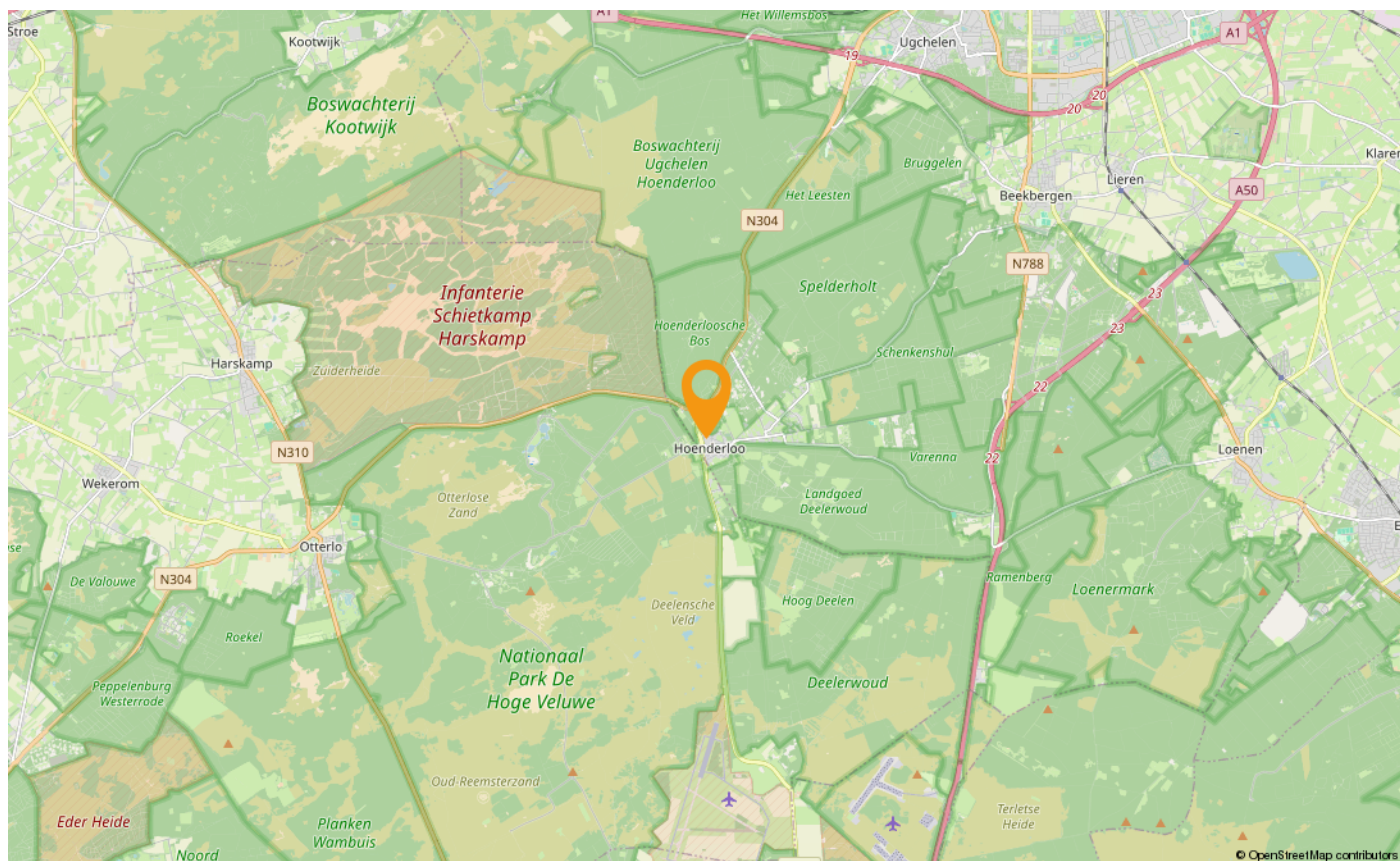 A1
Het Willemsbos
Stroe
Kootwijk
Ugchelen
A1
19
20
20
Boswachterij
Kootwijk
Boswachterij
Ugchelen
Hoenderloo
Bruggelen
Klaren
Lieren
A50
Beekbergen
Het Leesten
N304
N788
Spelderholt
23
Infanterie
Schietkamp
Harskamp
23
Hoenderloosche
Bos
22
Schenkenshul
Harskamp
Zuiderheide
22
Hoenderloo
N310
Varenna
Loenen
Wekerom
Otterlose
Zand
Landgoed
Deelerwoud
E
Otterlo
N304
De Valouwe
Ramenberg
Loenermark
Hoog Deelen
Deelensche
Veld
Roekel
Nationaal
Park De
Hoge Veluwe
Peppelenburg
Westerrode
Deelerwoud
Oud-Reemsterzand
Terletse
Heide
Eder Heide
Planken
Wambuis
Noord
© OpenStreetMap contributors